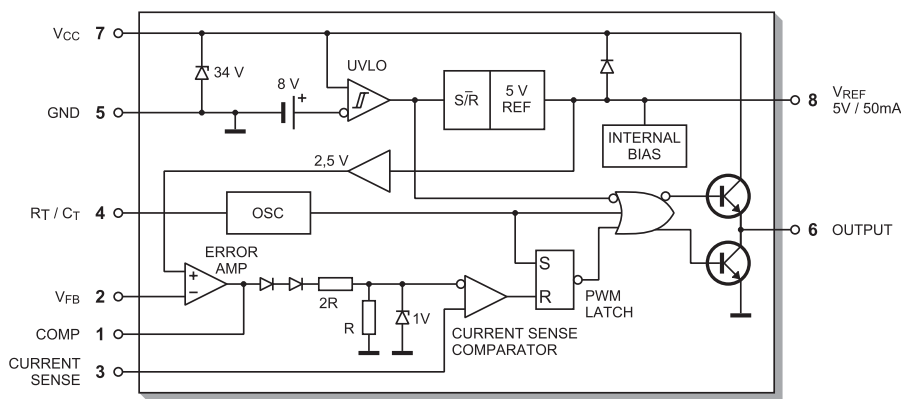 VCC 7
34 V
8 V
+
UVLO
S/R̅
5 V
REF
8 VREF
5V / 50mA
GND 5
INTERNAL
BIAS
2,5 V
RT / CT 4
OSC
6 OUTPUT
ERROR
AMP
+
−
S
R
VFB 2
2R
R
1V
PWM
LATCH
COMP 1
CURRENT SENSE
COMPARATOR
CURRENT
SENSE 3